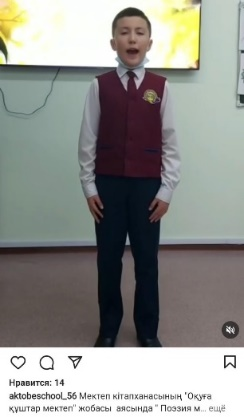 Нравится: 14
aktobeschool_56 Мектеп кітапханасының "Оқуға
құштар мектеп" жобасы аясында " Поэзия м... ещё